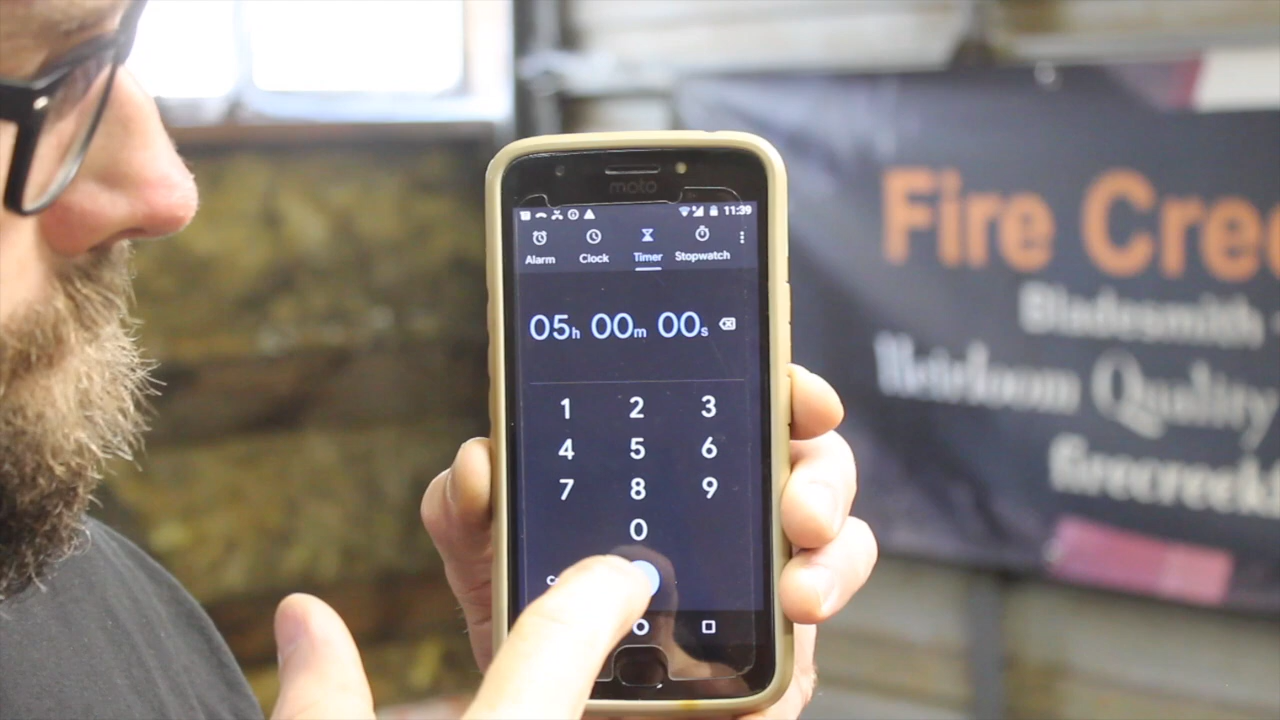 moto
11:39
Alarm Clock Timer Stopwatch
05h 00m 00s
1 2 3
4 5 6
7 8 9
0
Fire Cree
Bladesmith
Heirloom Quality
firecreek